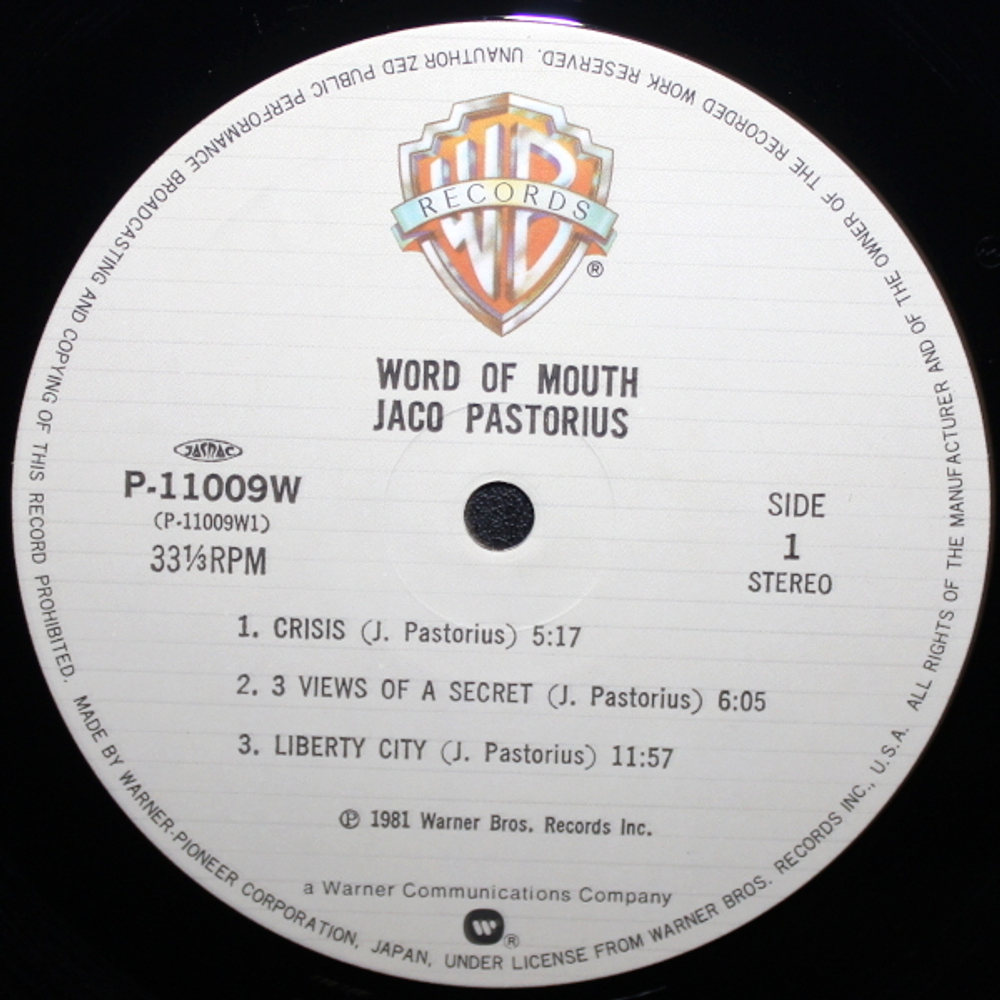 WB
RECORDS
®
WORD OF MOUTH
JACO PASTORIUS
JASRAC
P-11009W
(P-11009W1)
33⅓RPM
SIDE
1
STEREO
1. CRISIS (J. Pastorius) 5:17
2. 3 VIEWS OF A SECRET (J. Pastorius) 6:05
3. LIBERTY CITY (J. Pastorius) 11:57
℗ 1981 Warner Bros. Records Inc.
a Warner Communications Company
®
MADE BY WARNER-PIONEER CORPORATION, JAPAN, UNDER LICENSE FROM WARNER BROS. RECORDS INC., U.S.A. ALL RIGHTS OF THE MANUFACTURER AND OF THE OWNER OF THE RECORDED WORK RESERVED. UNAUTHOR ZED PUBLIC PERFORMANCE BROADCASTING AND COPYING OF THIS RECORD PROHIBITED.